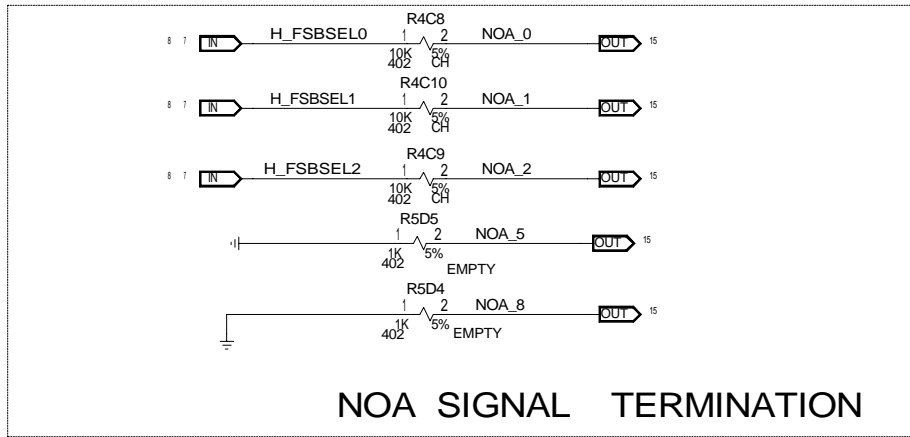 R4C8
8 7 IN H_FSBSEL0 1 2 NOA_0 OUT 15
10K 5%
402 CH
R4C10
8 7 IN H_FSBSEL1 1 2 NOA_1 OUT 15
10K 5%
402 CH
R4C9
8 7 IN H_FSBSEL2 1 2 NOA_2 OUT 15
10K 5%
402 CH
R5D5
1 2 NOA_5 OUT 15
1K 5%
402 EMPTY
R5D4
1 2 NOA_8 OUT 15
1K 5%
402 EMPTY
NOA SIGNAL TERMINATION